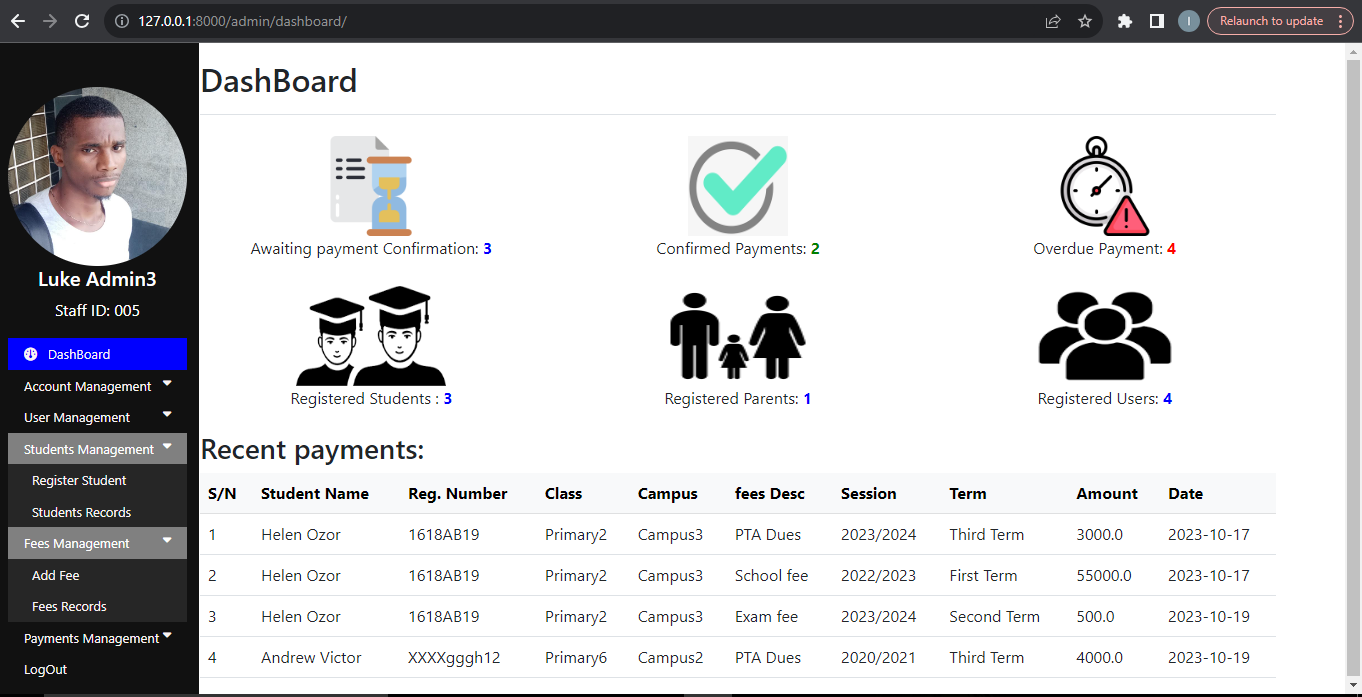 127.0.0.1:8000/admin/dashboard/
I
Relaunch to update
Luke Admin3
Staff ID: 005
DashBoard
Account Management
User Management
Students Management
Register Student
Students Records
Fees Management
Add Fee
Fees Records
Payments Management
LogOut
DashBoard
Awaiting payment Confirmation: 3
Confirmed Payments: 2
Overdue Payment: 4
Registered Students : 3
Registered Parents: 1
Registered Users: 4
Recent payments:
S/N Student Name Reg. Number Class Campus fees Desc Session Term Amount Date
1 Helen Ozor 1618AB19 Primary2 Campus3 PTA Dues 2023/2024 Third Term 3000.0 2023-10-17
2 Helen Ozor 1618AB19 Primary2 Campus3 School fee 2022/2023 First Term 55000.0 2023-10-17
3 Helen Ozor 1618AB19 Primary2 Campus3 Exam fee 2023/2024 Second Term 500.0 2023-10-19
4 Andrew Victor XXXXgggh12 Primary6 Campus2 PTA Dues 2020/2021 Third Term 4000.0 2023-10-19